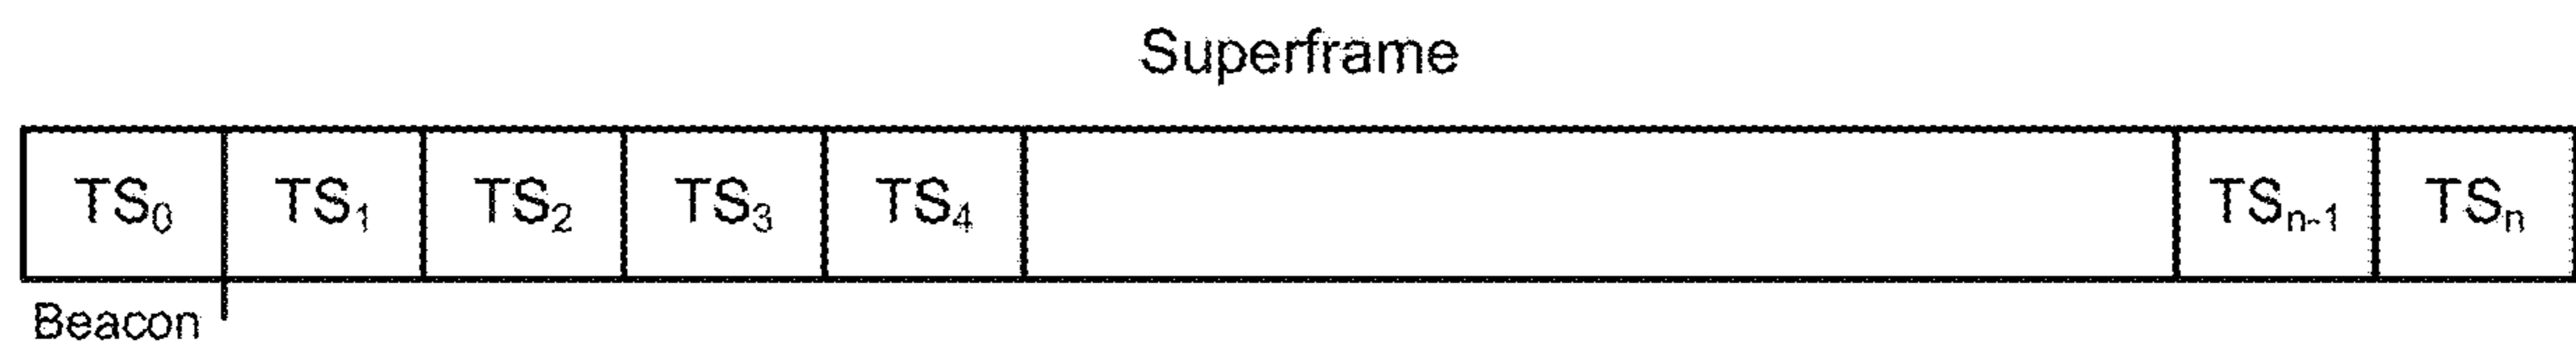 Superframe
TS₀ TS₁ TS₂ TS₃ TS₄ TSₙ₋₁ TSₙ
Beacon